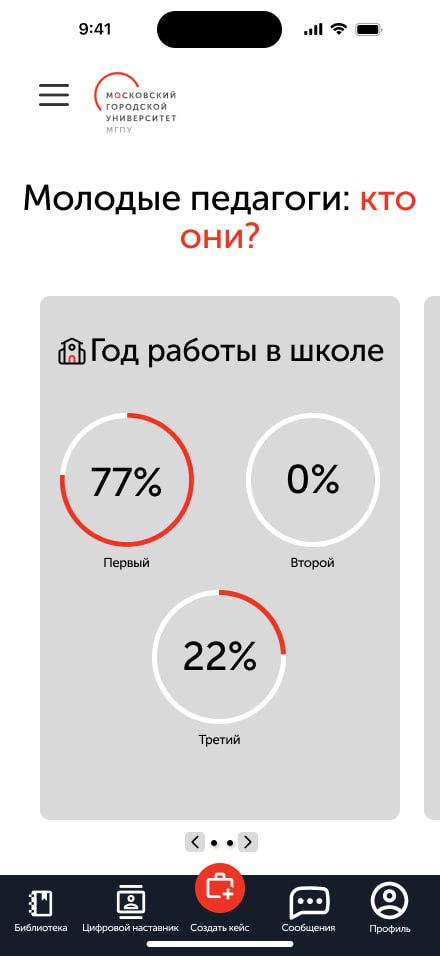 9:41
МОСКОВСКИЙ
ГОРОДСКОЙ
УНИВЕРСИТЕТ
МГПУ
Молодые педагоги: кто
они?
Год работы в школе
77%
0%
Первый
Второй
22%
Третий
Библиотека
Цифровой наставник
Создать кейс
Сообщения
Профиль